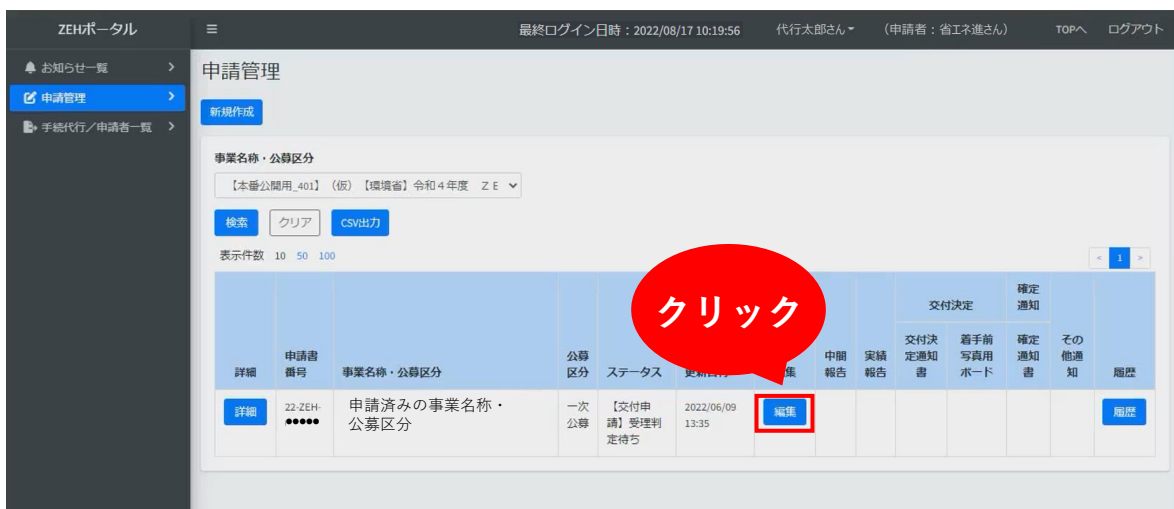 ZEHポータル
最終ログイン日時：2022/08/17 10:19:56 代行太郎さん （申請者：省エネ進さん） TOPへ ログアウト
お知らせ一覧
申請管理
手続代行／申請者一覧
申請管理
新規作成
事業名称・公募区分
【本番公開用_401】（仮）【環境省】令和４年度 ＺＥ
検索 クリア CSV出力
表示件数 10 50 100
< 1 >
クリック
交付決定
確定
通知
詳細
申請書
番号
事業名称・公募区分
公募
区分
ステータス
集
中間
報告
実績
報告
交付決
定通知
書
着手前
写真用
ボード
確定
通知
書
その
他通
知
履歴
詳細
22-ZEH-
●●●●●
申請済みの事業名称・
公募区分
一次
公募
【交付申
請】受理判
定待ち
2022/06/09
13:35
編集
履歴